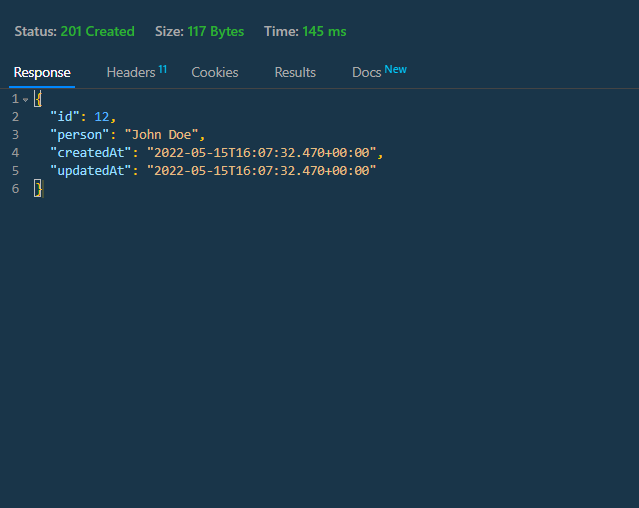 Status: 201 Created Size: 117 Bytes Time: 145 ms
Response Headers 11 Cookies Results Docs New
1 {
2 "id": 12,
3 "person": "John Doe",
4 "createdAt": "2022-05-15T16:07:32.470+00:00",
5 "updatedAt": "2022-05-15T16:07:32.470+00:00"
6 }